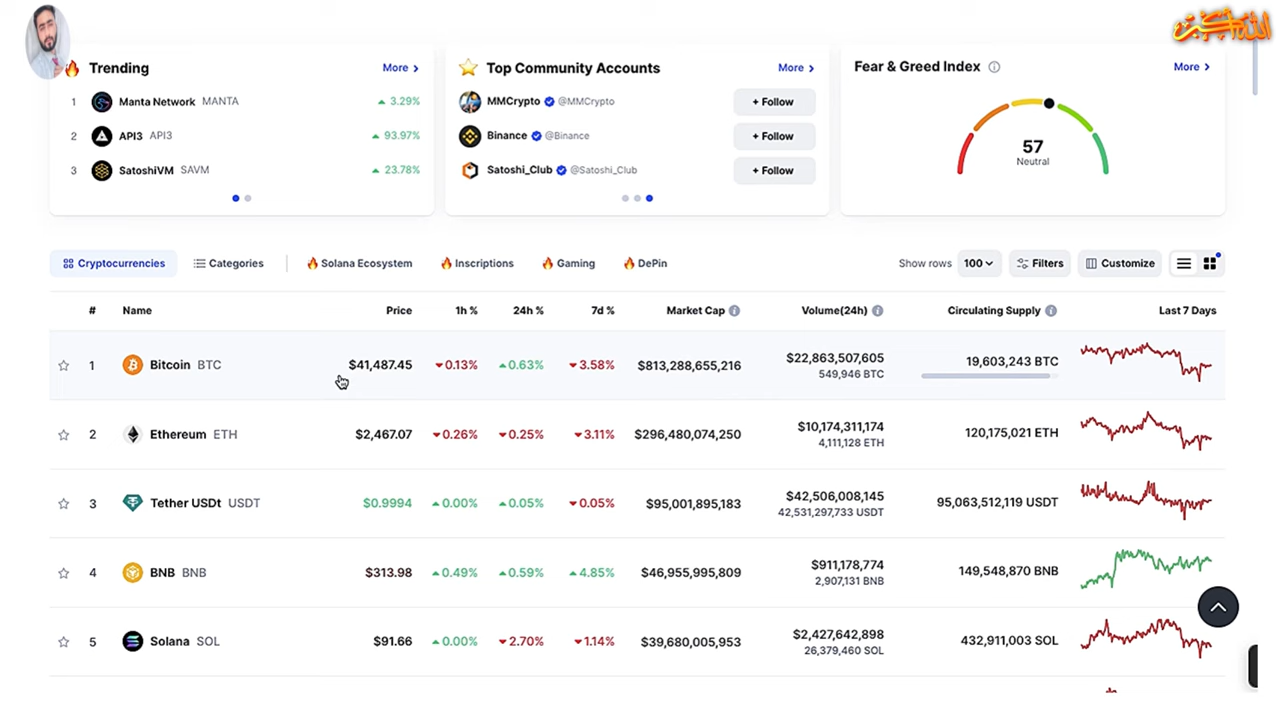 الله أكبر
Trending
More
1 Manta Network MANTA 3.29%
2 API3 API3 93.97%
3 SatoshiVM SAVM 23.78%
Top Community Accounts
More
MMCrypto @MMCrypto + Follow
Binance @Binance + Follow
Satoshi_Club @Satoshi_Club + Follow
Fear & Greed Index
More
57
Neutral
Cryptocurrencies Categories Solana Ecosystem Inscriptions Gaming DePin Show rows 100 Filters Customize
# Name Price 1h % 24h % 7d % Market Cap Volume(24h) Circulating Supply Last 7 Days
1 Bitcoin BTC $41,487.45 0.13% 0.63% 3.58% $813,288,655,216 $22,863,507,605 19,603,243 BTC
549,946 BTC
2 Ethereum ETH $2,467.07 0.26% 0.25% 3.11% $296,480,074,250 $10,174,311,174 120,175,021 ETH
4,111,128 ETH
3 Tether USDt USDT $0.9994 0.00% 0.05% 0.05% $95,001,895,183 $42,506,008,145 95,063,512,119 USDT
42,531,297,733 USDT
4 BNB BNB $313.98 0.49% 0.59% 4.85% $46,955,995,809 $911,178,774 149,548,870 BNB
2,907,131 BNB
5 Solana SOL $91.66 0.00% 2.70% 1.14% $39,680,005,953 $2,427,642,898 432,911,003 SOL
26,379,460 SOL